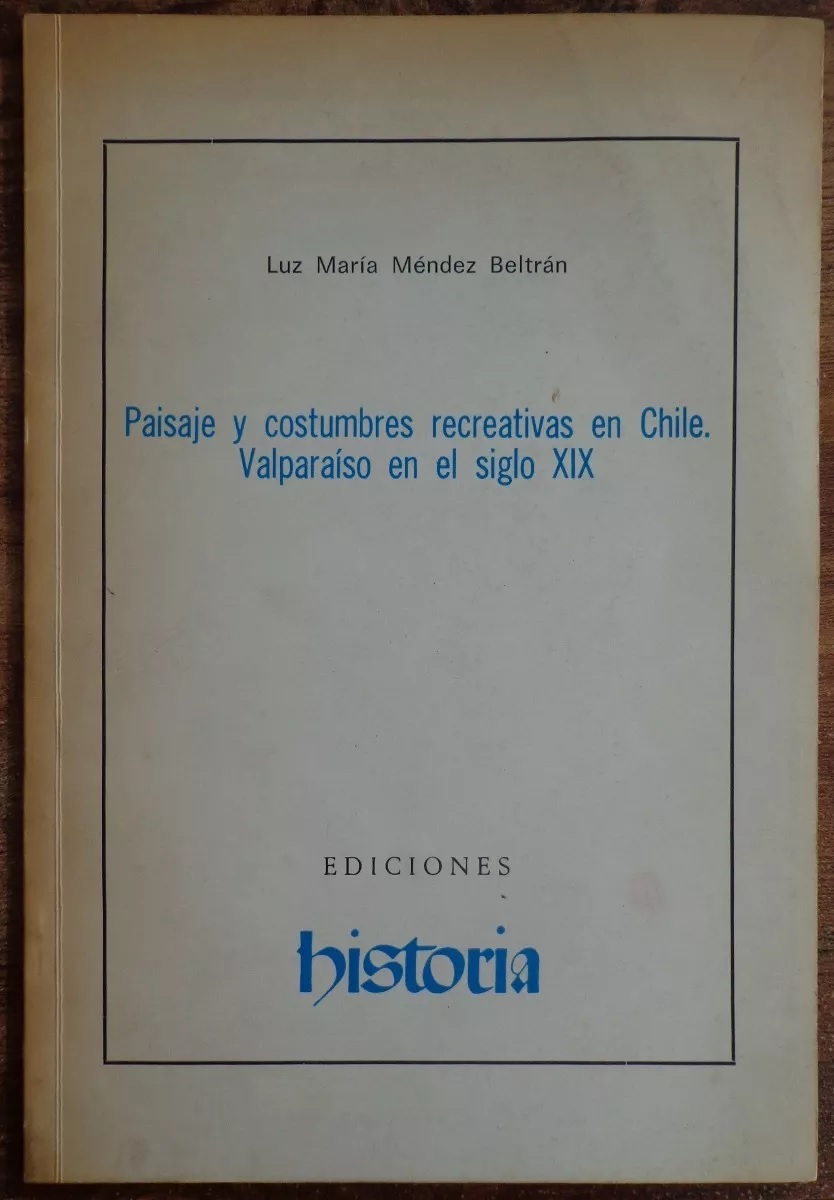 Luz María Méndez Beltrán
Paisaje y costumbres recreativas en Chile.
Valparaíso en el siglo XIX
EDICIONES
historia